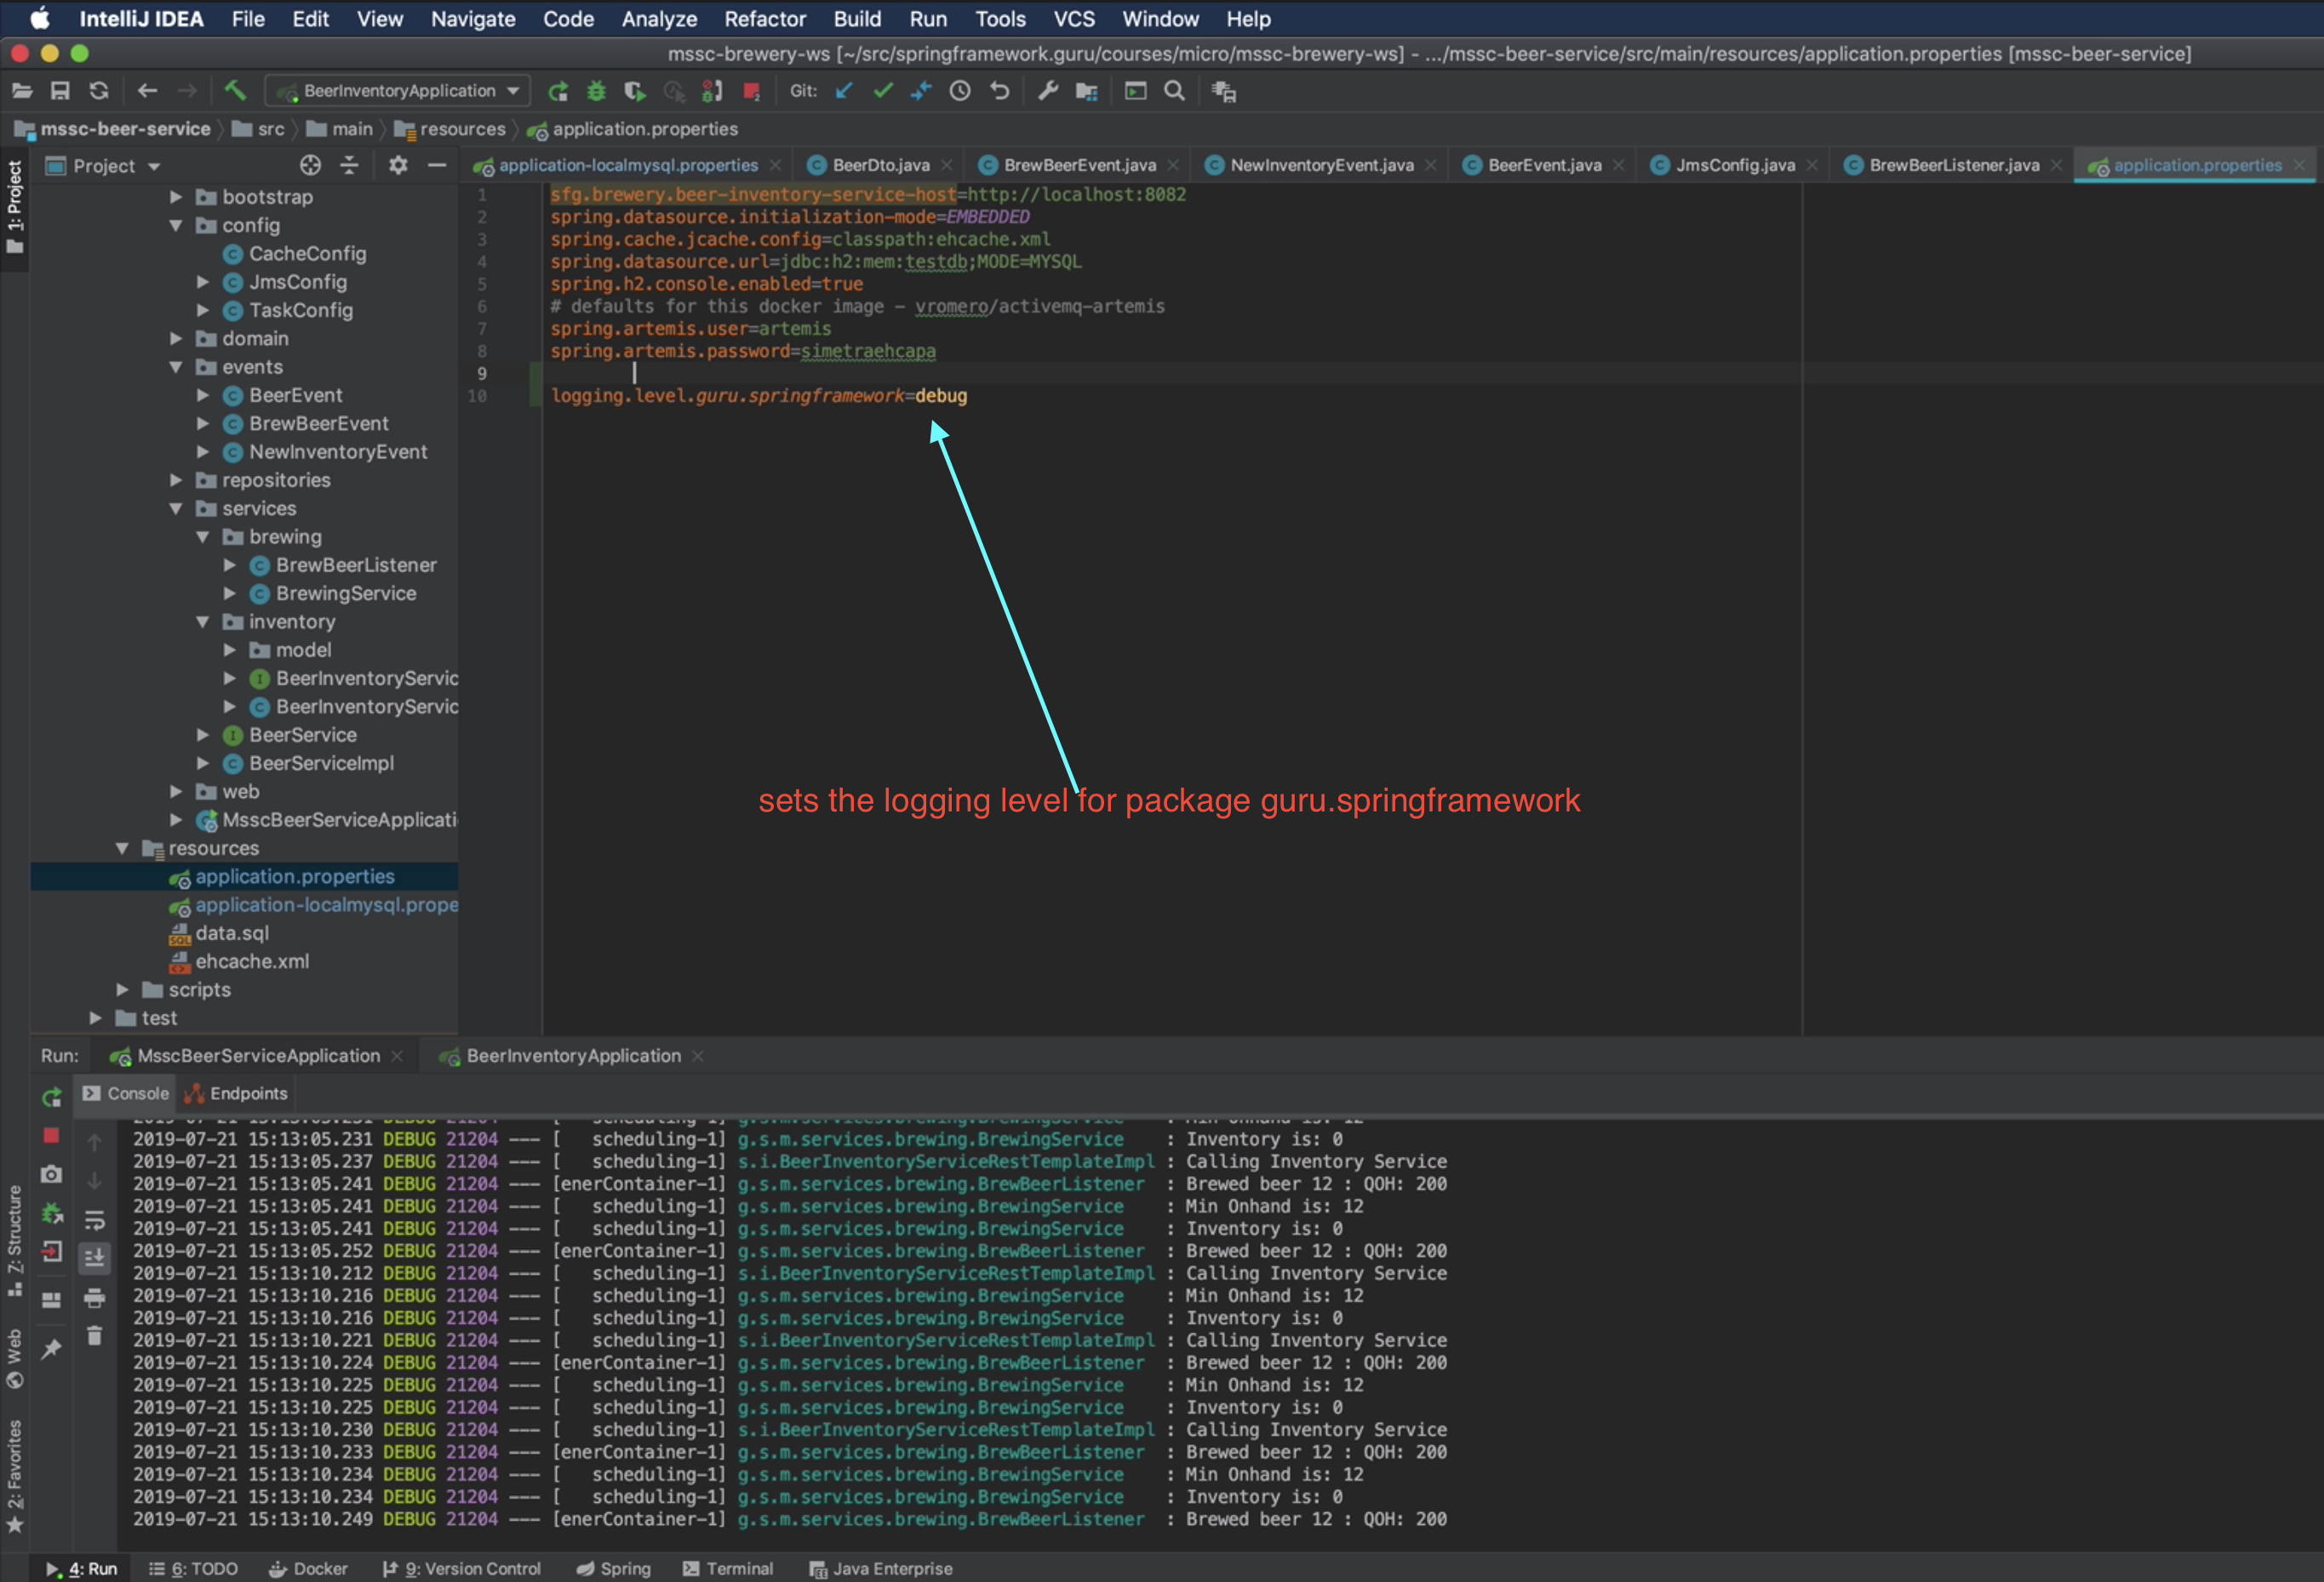 IntelliJ IDEA File Edit View Navigate Code Analyze Refactor Build Run Tools VCS Window Help
mssc-brewery-ws [~/src/springframework.guru/courses/micro/mssc-brewery-ws] - .../mssc-beer-service/src/main/resources/application.properties [mssc-beer-service]
BeerInventoryApplication Git:
mssc-beer-service src main resources application.properties
1: Project
Project
application-localmysql.properties BeerDto.java BrewBeerEvent.java NewInventoryEvent.java BeerEvent.java JmsConfig.java BrewBeerListener.java application.properties
bootstrap
config
CacheConfig
JmsConfig
TaskConfig
domain
events
BeerEvent
BrewBeerEvent
NewInventoryEvent
repositories
services
brewing
BrewBeerListener
BrewingService
inventory
model
BeerInventoryServic
BeerInventoryServic
BeerService
BeerServiceImpl
web
MsscBeerServiceApplicati
resources
application.properties
application-localmysql.prope
data.sql
ehcache.xml
scripts
test
1 sfg.brewery.beer-inventory-service-host=http://localhost:8082
2 spring.datasource.initialization-mode=EMBEDDED
3 spring.cache.jcache.config=classpath:ehcache.xml
4 spring.datasource.url=jdbc:h2:mem:testdb;MODE=MYSQL
5 spring.h2.console.enabled=true
6 # defaults for this docker image - vromero/activemq-artemis
7 spring.artemis.user=artemis
8 spring.artemis.password=simetraehcapa
9
10 logging.level.guru.springframework=debug
sets the logging level for package guru.springframework
Run: MsscBeerServiceApplication BeerInventoryApplication
Console Endpoints
2019-07-21 15:13:05.231 DEBUG 21204 --- [ scheduling-1] g.s.m.services.brewing.BrewingService : Min Onhand is: 12
2019-07-21 15:13:05.231 DEBUG 21204 --- [ scheduling-1] g.s.m.services.brewing.BrewingService : Inventory is: 0
2019-07-21 15:13:05.237 DEBUG 21204 --- [ scheduling-1] s.i.BeerInventoryServiceRestTemplateImpl : Calling Inventory Service
2019-07-21 15:13:05.241 DEBUG 21204 --- [enerContainer-1] g.s.m.services.brewing.BrewBeerListener : Brewed beer 12 : QOH: 200
2019-07-21 15:13:05.241 DEBUG 21204 --- [ scheduling-1] g.s.m.services.brewing.BrewingService : Min Onhand is: 12
2019-07-21 15:13:05.241 DEBUG 21204 --- [ scheduling-1] g.s.m.services.brewing.BrewingService : Inventory is: 0
2019-07-21 15:13:05.252 DEBUG 21204 --- [enerContainer-1] g.s.m.services.brewing.BrewBeerListener : Brewed beer 12 : QOH: 200
2019-07-21 15:13:10.212 DEBUG 21204 --- [ scheduling-1] s.i.BeerInventoryServiceRestTemplateImpl : Calling Inventory Service
2019-07-21 15:13:10.216 DEBUG 21204 --- [ scheduling-1] g.s.m.services.brewing.BrewingService : Min Onhand is: 12
2019-07-21 15:13:10.216 DEBUG 21204 --- [ scheduling-1] g.s.m.services.brewing.BrewingService : Inventory is: 0
2019-07-21 15:13:10.221 DEBUG 21204 --- [ scheduling-1] s.i.BeerInventoryServiceRestTemplateImpl : Calling Inventory Service
2019-07-21 15:13:10.224 DEBUG 21204 --- [enerContainer-1] g.s.m.services.brewing.BrewBeerListener : Brewed beer 12 : QOH: 200
2019-07-21 15:13:10.225 DEBUG 21204 --- [ scheduling-1] g.s.m.services.brewing.BrewingService : Min Onhand is: 12
2019-07-21 15:13:10.225 DEBUG 21204 --- [ scheduling-1] g.s.m.services.brewing.BrewingService : Inventory is: 0
2019-07-21 15:13:10.230 DEBUG 21204 --- [ scheduling-1] s.i.BeerInventoryServiceRestTemplateImpl : Calling Inventory Service
2019-07-21 15:13:10.233 DEBUG 21204 --- [enerContainer-1] g.s.m.services.brewing.BrewBeerListener : Brewed beer 12 : QOH: 200
2019-07-21 15:13:10.234 DEBUG 21204 --- [ scheduling-1] g.s.m.services.brewing.BrewingService : Min Onhand is: 12
2019-07-21 15:13:10.234 DEBUG 21204 --- [ scheduling-1] g.s.m.services.brewing.BrewingService : Inventory is: 0
2019-07-21 15:13:10.249 DEBUG 21204 --- [enerContainer-1] g.s.m.services.brewing.BrewBeerListener : Brewed beer 12 : QOH: 200
7: Structure
Web
2: Favorites
4: Run 6: TODO Docker 9: Version Control Spring Terminal Java Enterprise